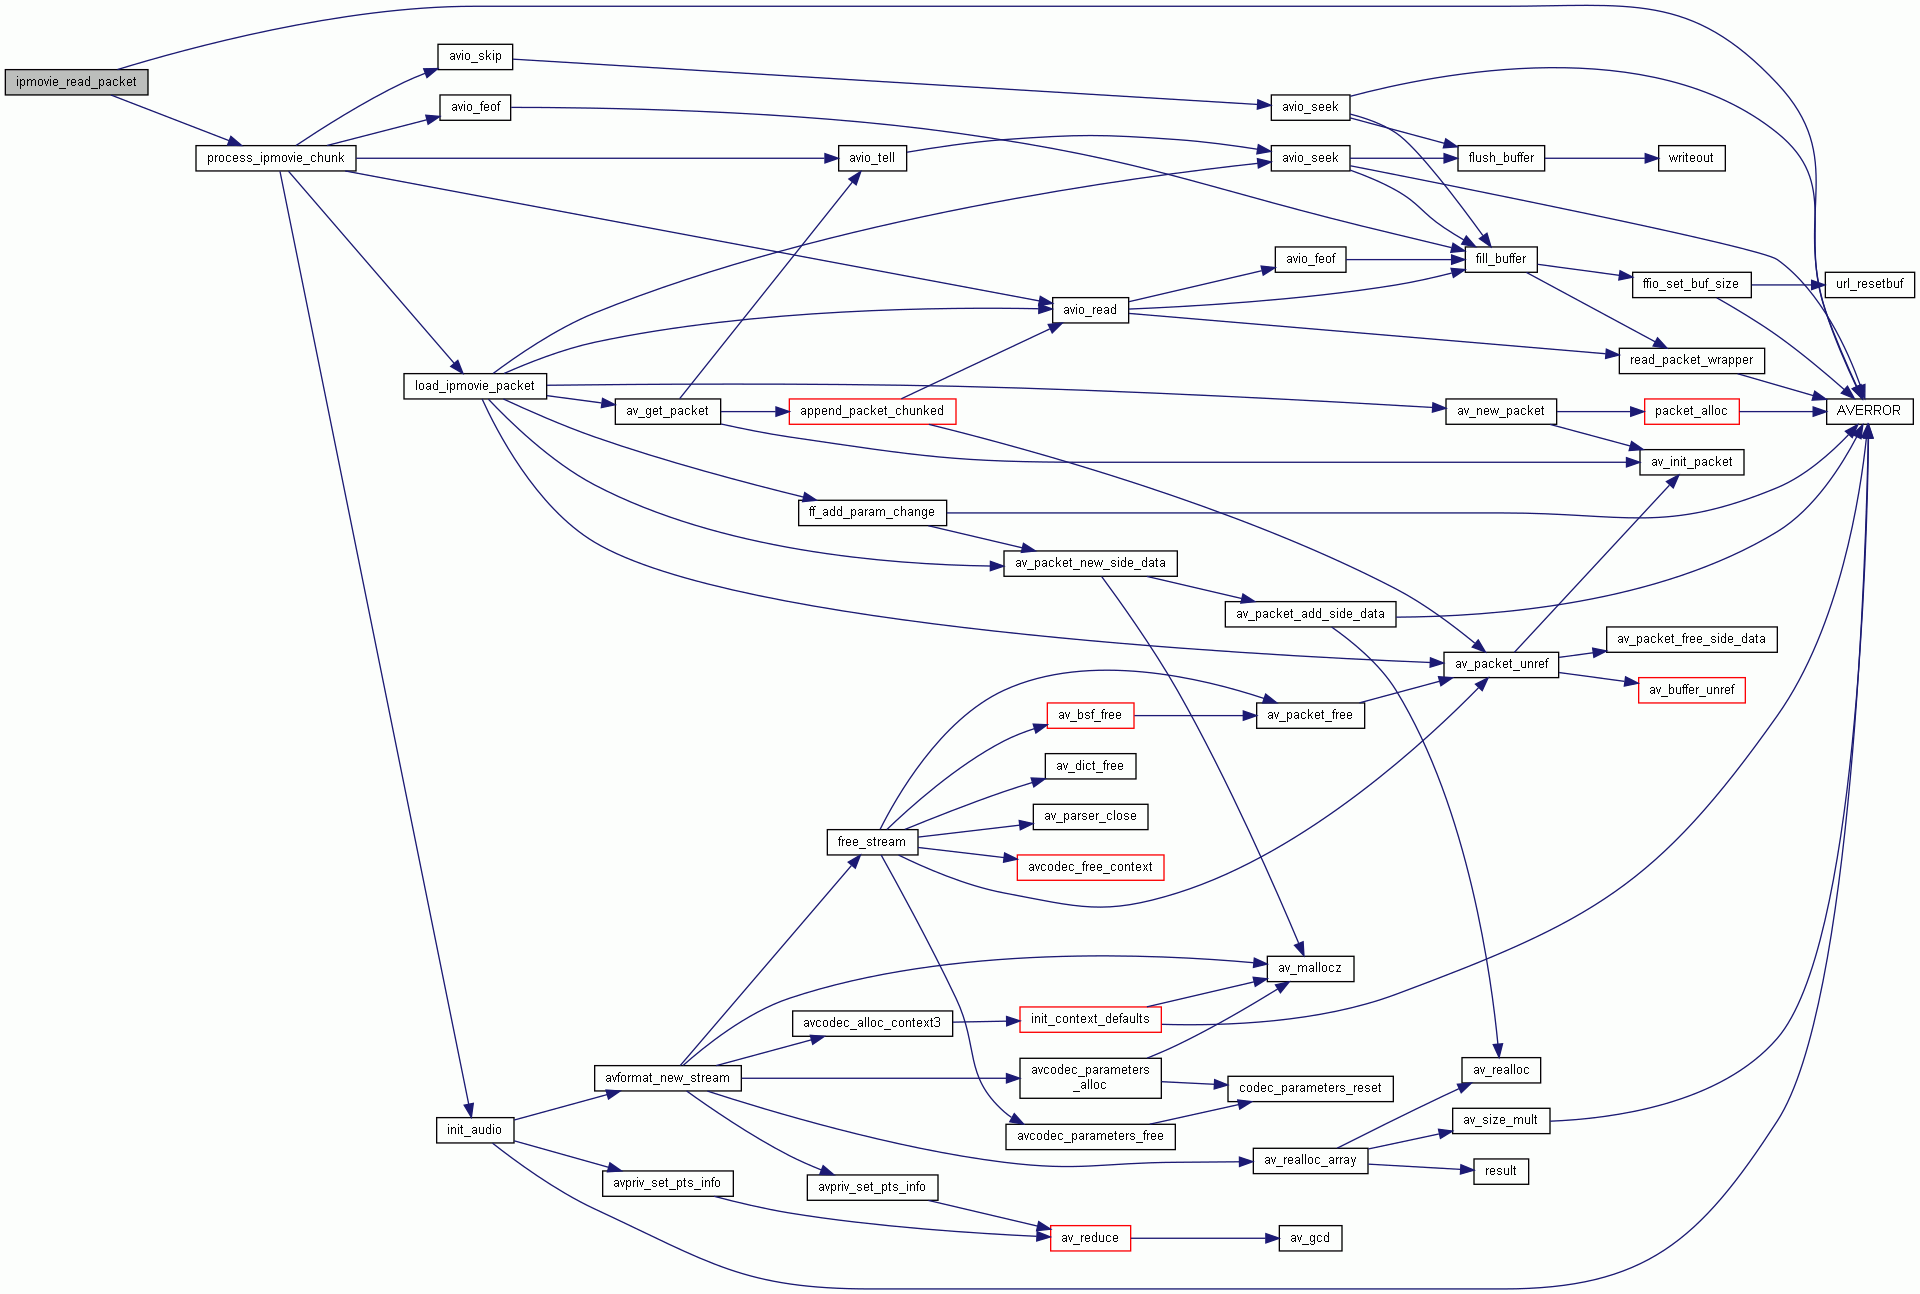 ipmovie_read_packet
process_ipmovie_chunk
avio_skip
avio_feof
avio_tell
avio_seek
avio_seek
flush_buffer
writeout
avio_feof
fill_buffer
ffio_set_buf_size
url_resetbuf
avio_read
read_packet_wrapper
load_ipmovie_packet
av_get_packet
append_packet_chunked
av_new_packet
packet_alloc
AVERROR
av_init_packet
ff_add_param_change
av_packet_new_side_data
av_packet_add_side_data
av_packet_unref
av_packet_free_side_data
av_buffer_unref
av_bsf_free
av_packet_free
av_dict_free
av_parser_close
free_stream
avcodec_free_context
av_mallocz
avcodec_alloc_context3
init_context_defaults
avformat_new_stream
avcodec_parameters
_alloc
codec_parameters_reset
av_realloc
init_audio
avcodec_parameters_free
av_size_mult
av_realloc_array
result
avpriv_set_pts_info
avpriv_set_pts_info
av_reduce
av_gcd